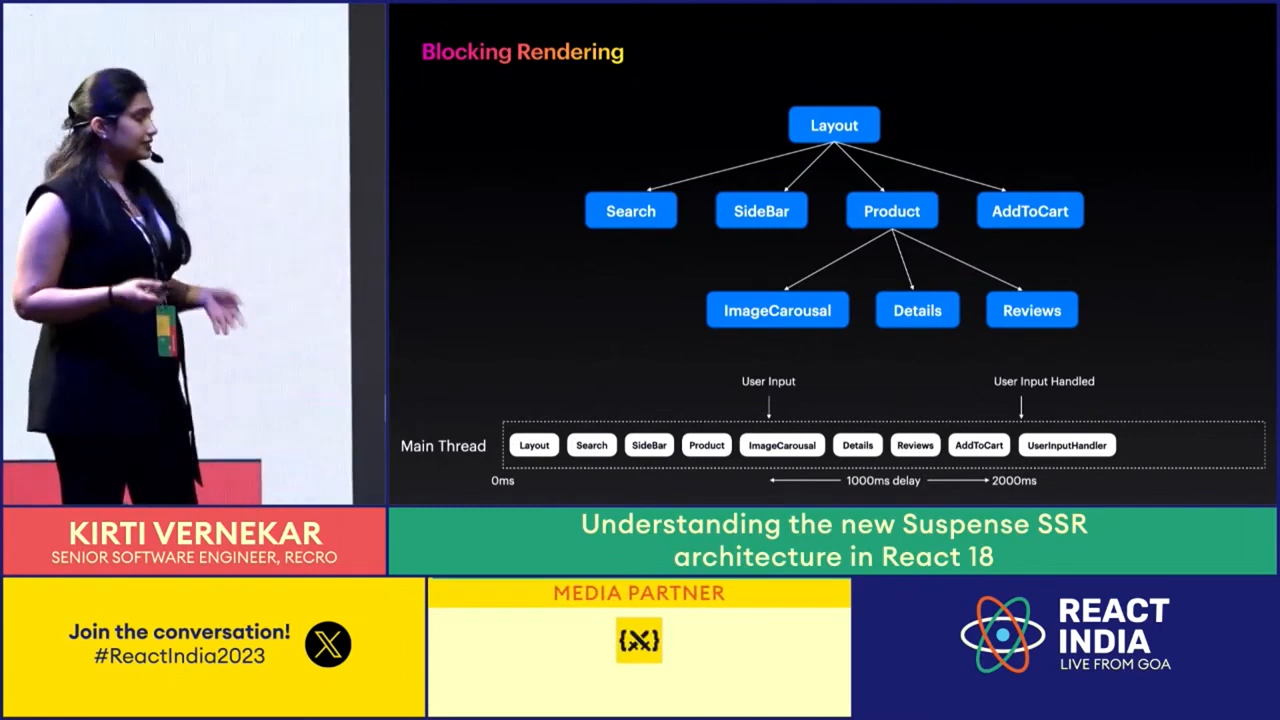 Blocking Rendering
Layout
Search
SideBar
Product
AddToCart
ImageCarousal
Details
Reviews
User Input
User Input Handled
Main Thread
Layout
Search
SideBar
Product
ImageCarousal
Details
Reviews
AddToCart
UserInputHandler
0ms
1000ms delay
2000ms
KIRTI VERNEKAR
SENIOR SOFTWARE ENGINEER, RECRO
Understanding the new Suspense SSR
architecture in React 18
Join the conversation!
#ReactIndia2023
MEDIA PARTNER
REACT
INDIA
LIVE FROM GOA